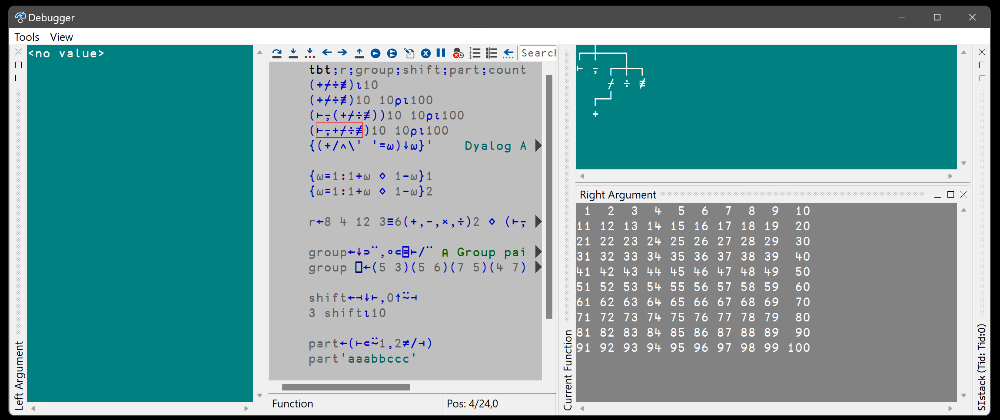 Debugger
Tools View
<no value>
Left Argument
Search
tbt;r;group;shift;part;count
(+⌿÷≢)⍳10
(+⌿÷≢)10 10⍴⍳100
(⊢⍪(+⌿÷≢))10 10⍴⍳100
(⊢⍪+⌿÷≢)10 10⍴⍳100
{(+/∧\' '=⍵)↓⍵}'    Dyalog A
{⍵=1:1+⍵ ⋄ 1-⍵}1
{⍵=1:1+⍵ ⋄ 1-⍵}2
r←8 4 12 3≡6(+,-,×,÷)2 ⋄ (⊢⍪
group←↓⊃¨,∘⊂⌸⊢/¨ ⍝ Group pai
group ⎕←(5 3)(5 6)(7 5)(4 7)
shift←⊣↓⊢,0↑⍨⊣
3 shift⍳10
part←(⊢⊂⍨1,2≠/⊣)
part'aaabbccc'
Function
Pos: 4/24,0
Current Function
⊢ ⍪
⌿ ÷ ≢
+
Right Argument
1 2 3 4 5 6 7 8 9 10
11 12 13 14 15 16 17 18 19 20
21 22 23 24 25 26 27 28 29 30
31 32 33 34 35 36 37 38 39 40
41 42 43 44 45 46 47 48 49 50
51 52 53 54 55 56 57 58 59 60
61 62 63 64 65 66 67 68 69 70
71 72 73 74 75 76 77 78 79 80
81 82 83 84 85 86 87 88 89 90
91 92 93 94 95 96 97 98 99 100
SIstack (Tid: Tid:0)